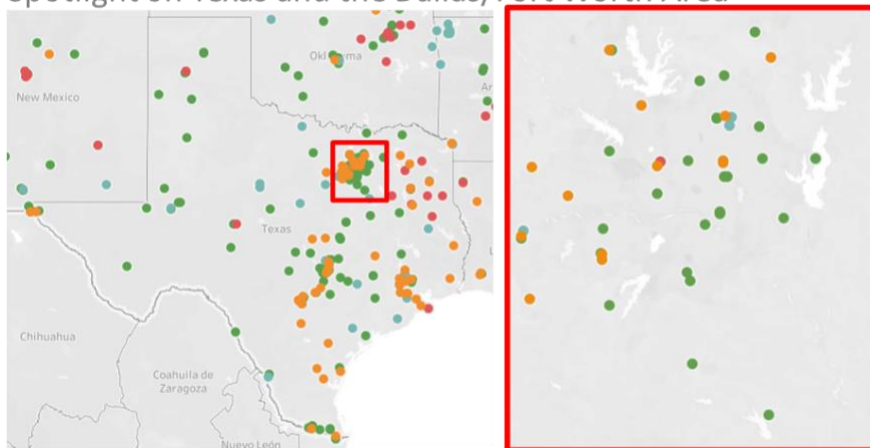 Spotlight on Texas and the Dallas/Fort Worth Area
New Mexico
Texas
Chihuahua
Coahuila de
Zaragoza
Nuevo León